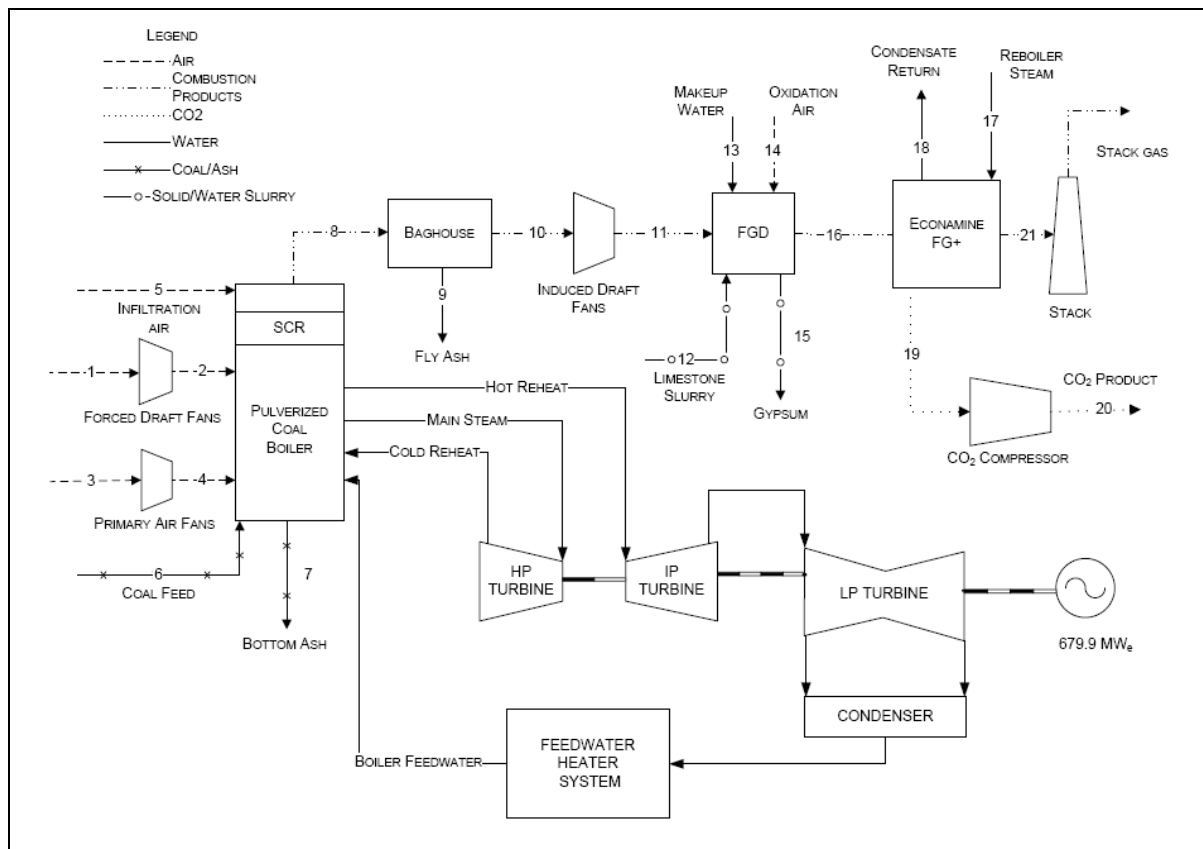 LEGEND
AIR
COMBUSTION
PRODUCTS
CO2
WATER
COAL/ASH
SOLID/WATER SLURRY
CONDENSATE
RETURN
REBOILER
STEAM
MAKEUP
WATER
OXIDATION
AIR
13
14
18
17
STACK GAS
8
BAGHOUSE
10
11
FGD
16
ECONAMINE
FG+
21
5
INFILTRATION
AIR
SCR
9
INDUCED DRAFT
FANS
STACK
FLY ASH
12
LIMESTONE
SLURRY
15
GYPSUM
19
1
2
FORCED DRAFT FANS
PULVERIZED
COAL
BOILER
HOT REHEAT
MAIN STEAM
COLD REHEAT
CO2 PRODUCT
20
CO2 COMPRESSOR
3
4
PRIMARY AIR FANS
6
COAL FEED
7
BOTTOM ASH
HP
TURBINE
IP
TURBINE
LP TURBINE
679.9 MWe
CONDENSER
BOILER FEEDWATER
FEEDWATER
HEATER
SYSTEM